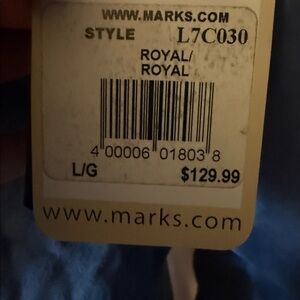 WWW.MARKS.COM
STYLE L7C030
ROYAL/
ROYAL
4 00006 01803 8
L/G $129.99
www.marks.com